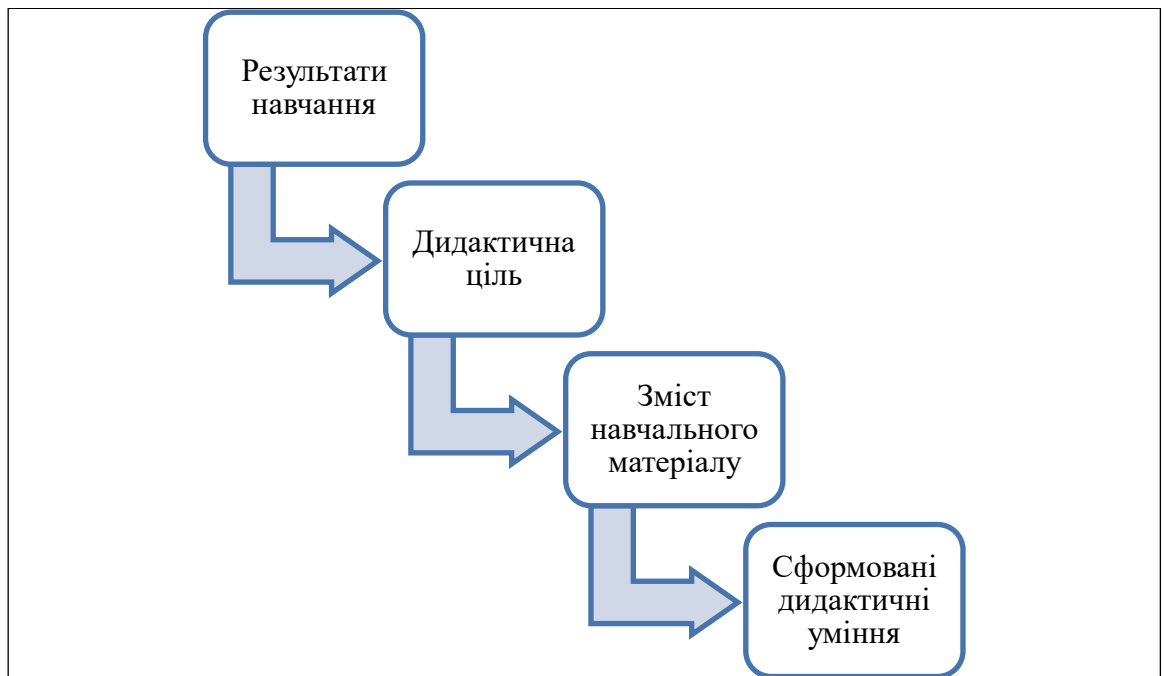 Результати
навчання
Дидактична
ціль
Зміст
навчального
матеріалу
Сформовані
дидактичні
уміння